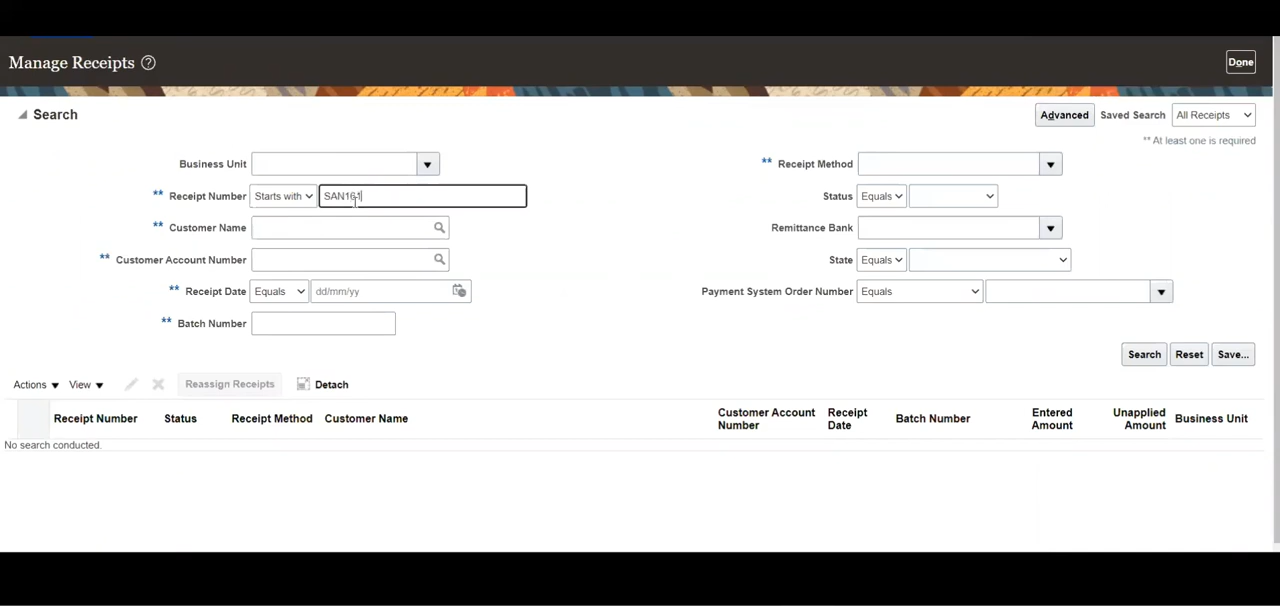 Manage Receipts ?
Done
Search
Advanced Saved Search All Receipts
** At least one is required
Business Unit
** Receipt Number Starts with SAN161
** Customer Name
** Customer Account Number
** Receipt Date Equals dd/mm/yy
** Batch Number
** Receipt Method
Status Equals
Remittance Bank
State Equals
Payment System Order Number Equals
Search Reset Save...
Actions View Reassign Receipts Detach
Receipt Number Status Receipt Method Customer Name Customer Account Number Receipt Date Batch Number Entered Amount Unapplied Amount Business Unit
No search conducted.